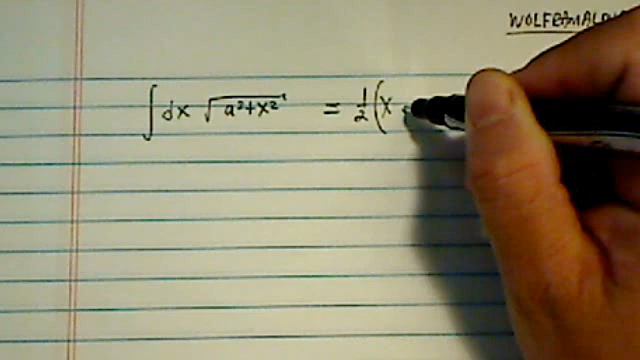 WOLFRAMALPH
∫dx √a²+x² = 1/2 (x